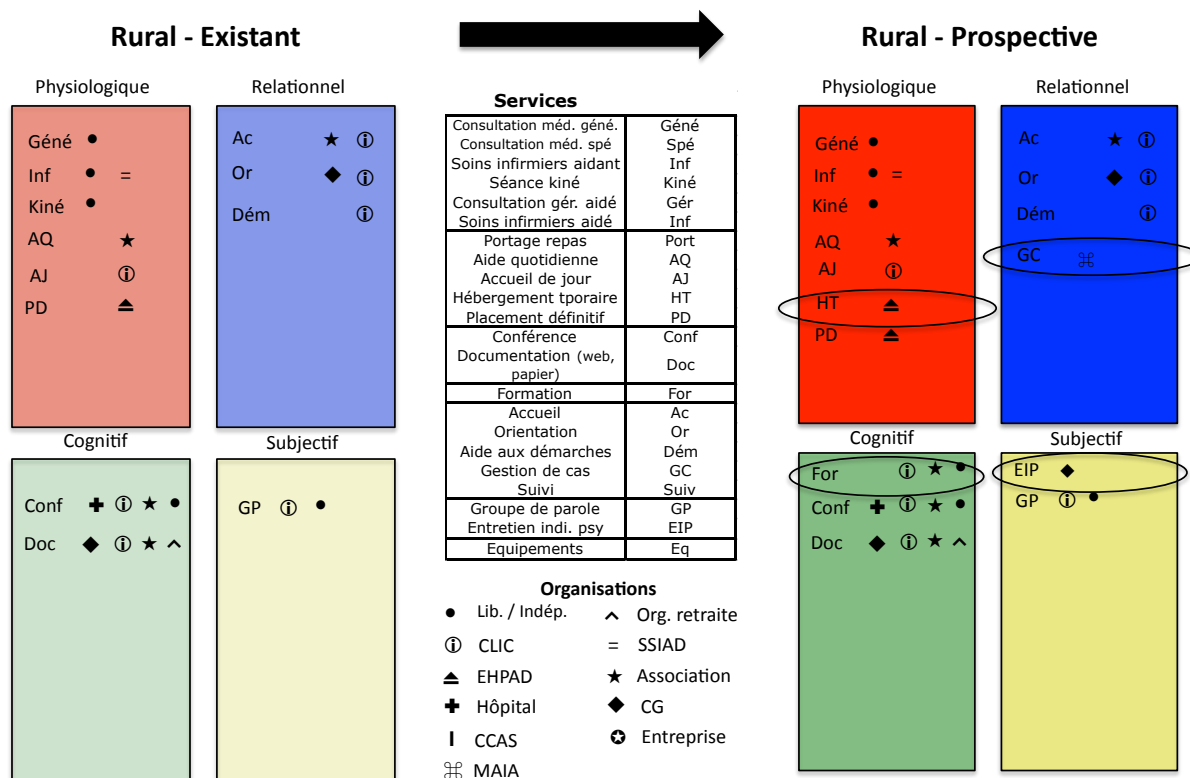 Rural - Existant
Rural - Prospective
Physiologique
Relationnel
Géné ●
Inf ● =
Kiné ●
AQ ★
AJ ⓘ
PD ⏏
Ac ★ ⓘ
Or ◆ ⓘ
Dém ⓘ
Cognitif
Subjectif
Conf ✚ ⓘ ★ ●
Doc ◆ ⓘ ★ ^
GP ⓘ ●
Services
Consultation méd. géné. Géné
Consultation méd. spé Spé
Soins infirmiers aidant Inf
Séance kiné Kiné
Consultation gér. aidé Gér
Soins infirmiers aidé Inf
Portage repas Port
Aide quotidienne AQ
Accueil de jour AJ
Hébergement tporaire HT
Placement définitif PD
Conférence Conf
Documentation (web,
papier) Doc
Formation For
Accueil Ac
Orientation Or
Aide aux démarches Dém
Gestion de cas GC
Suivi Suiv
Groupe de parole GP
Entretien indi. psy EIP
Equipements Eq
Organisations
● Lib. / Indép. ^ Org. retraite
ⓘ CLIC = SSIAD
⏏ EHPAD ★ Association
✚ Hôpital ◆ CG
I CCAS ✪ Entreprise
⌘ MAIA
Physiologique
Relationnel
Géné ●
Inf ● =
Kiné ●
AQ ★
AJ ⓘ
HT ⏏
PD ⏏
Ac ★ ⓘ
Or ◆ ⓘ
Dém ⓘ
GC ⌘
Cognitif
Subjectif
For ⓘ ★ ●
Conf ✚ ⓘ ★ ●
Doc ◆ ⓘ ★ ^
EIP ◆
GP ⓘ ●